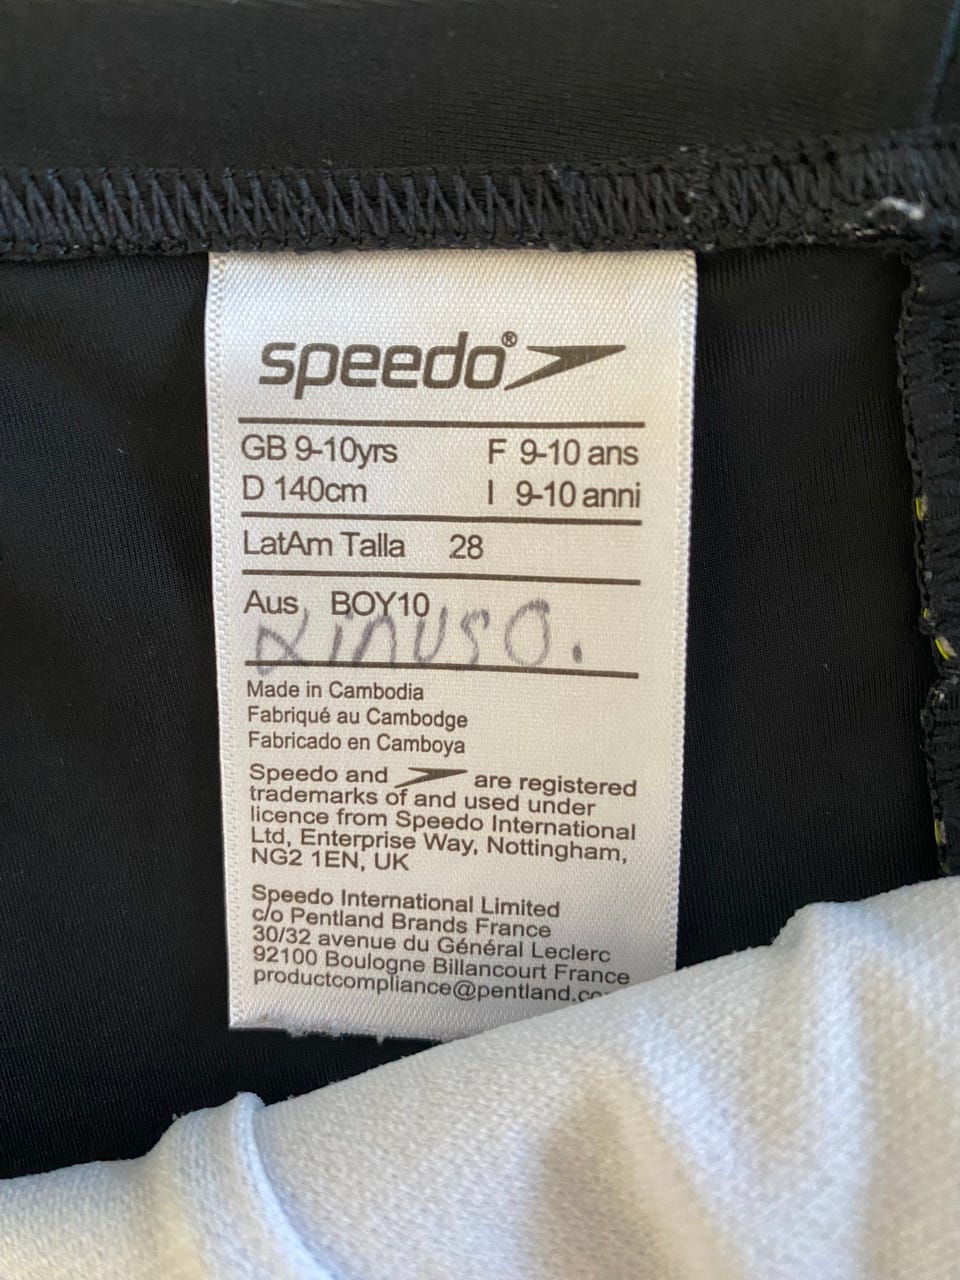 speedo®
GB 9-10yrs F 9-10 ans
D 140cm I 9-10 anni
LatAm Talla 28
Aus BOY10
Linus O.
Made in Cambodia
Fabriqué au Cambodge
Fabricado en Camboya
Speedo and are registered
trademarks of and used under
licence from Speedo International
Ltd, Enterprise Way, Nottingham,
NG2 1EN, UK
Speedo International Limited
c/o Pentland Brands France
30/32 avenue du Général Leclerc
92100 Boulogne Billancourt France